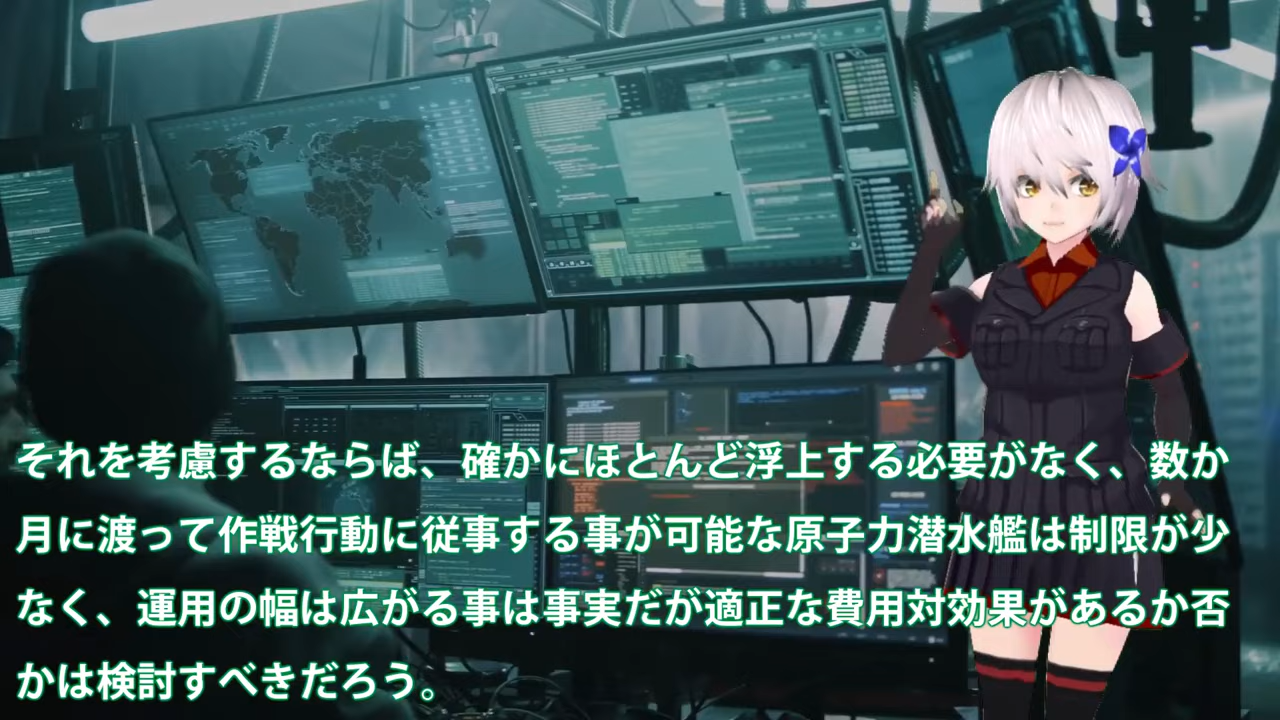 それを考慮するならば、確かにほとんど浮上する必要がなく、数か
月に渡って作戦行動に従事する事が可能な原子力潜水艦は制限が少
なく、運用の幅は広がる事は事実だが適正な費用対効果があるか否
かは検討すべきだろう。